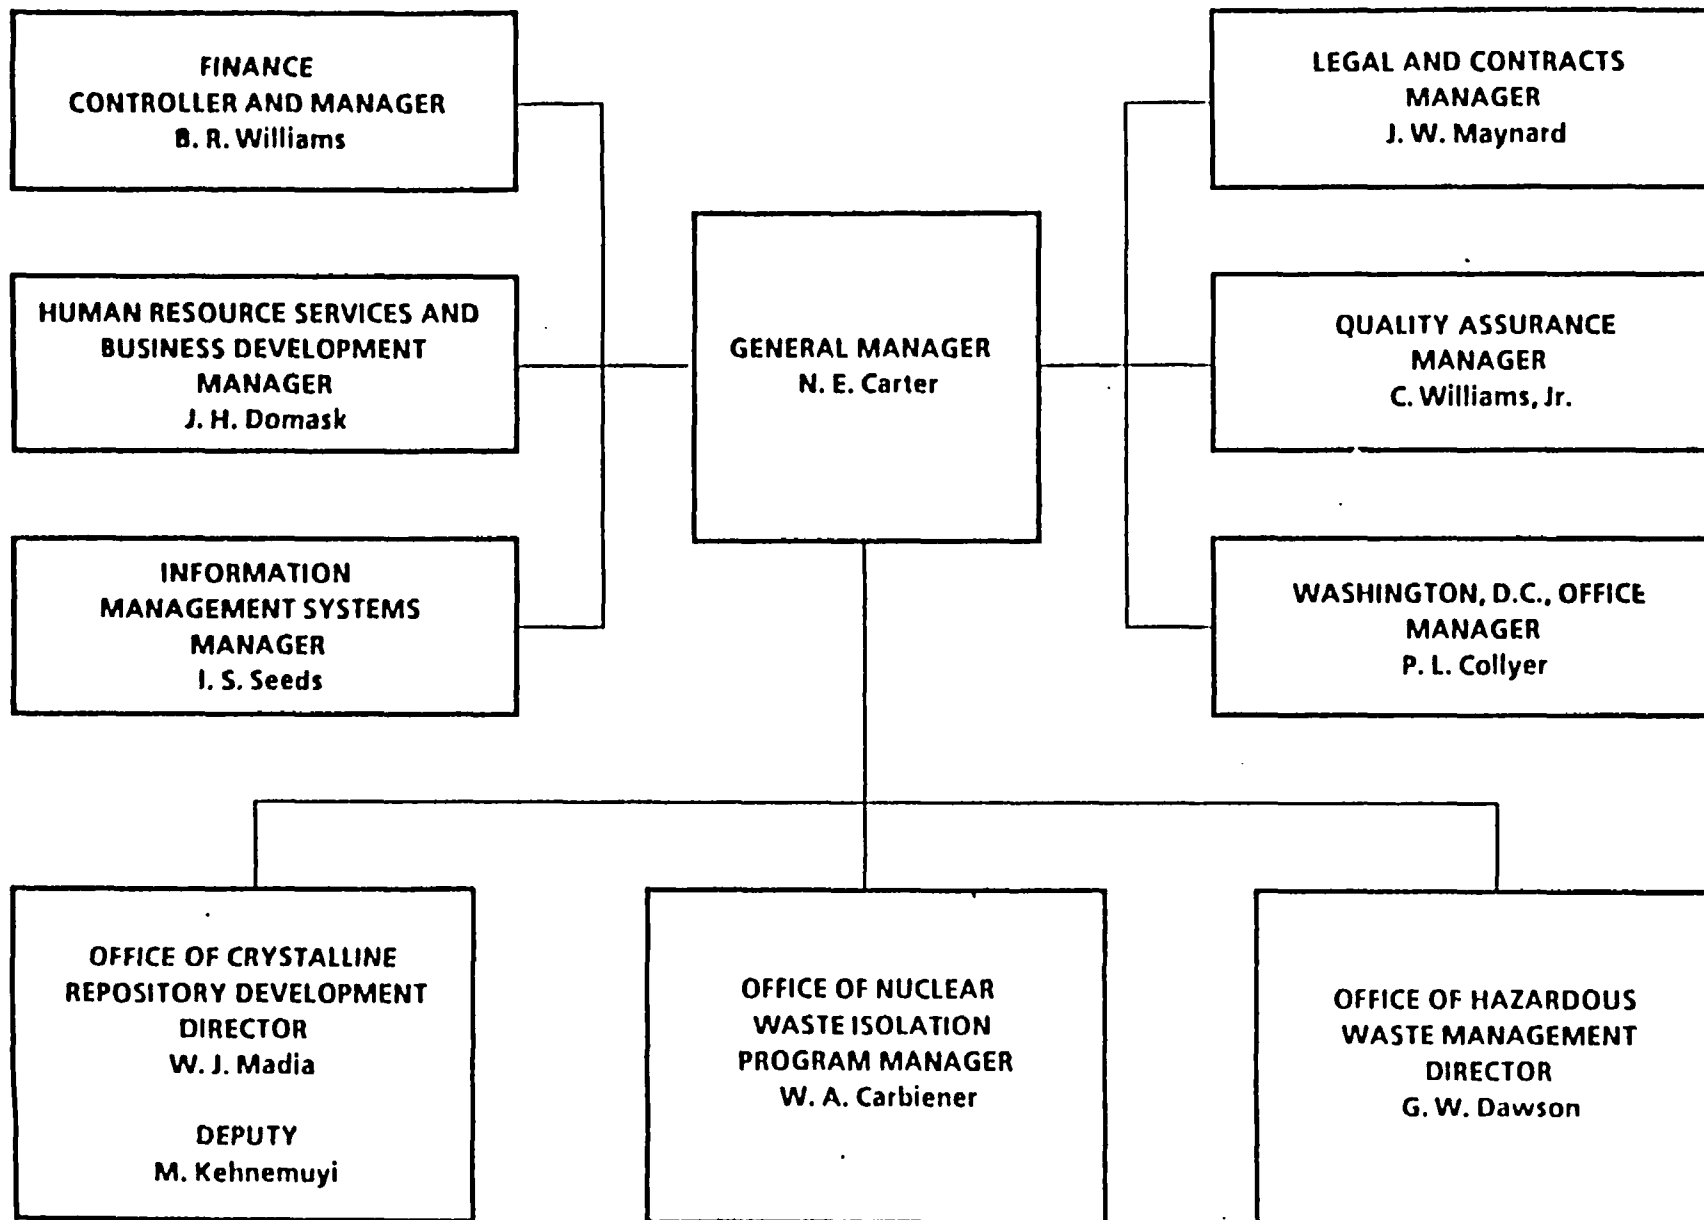 FINANCE
CONTROLLER AND MANAGER
B. R. Williams
LEGAL AND CONTRACTS
MANAGER
J. W. Maynard
HUMAN RESOURCE SERVICES AND
BUSINESS DEVELOPMENT
MANAGER
J. H. Domask
GENERAL MANAGER
N. E. Carter
QUALITY ASSURANCE
MANAGER
C. Williams, Jr.
INFORMATION
MANAGEMENT SYSTEMS
MANAGER
I. S. Seeds
WASHINGTON, D.C., OFFICE
MANAGER
P. L. Collyer
OFFICE OF CRYSTALLINE
REPOSITORY DEVELOPMENT
DIRECTOR
W. J. Madia
DEPUTY
M. Kehnemuyi
OFFICE OF NUCLEAR
WASTE ISOLATION
PROGRAM MANAGER
W. A. Carbiener
OFFICE OF HAZARDOUS
WASTE MANAGEMENT
DIRECTOR
G. W. Dawson